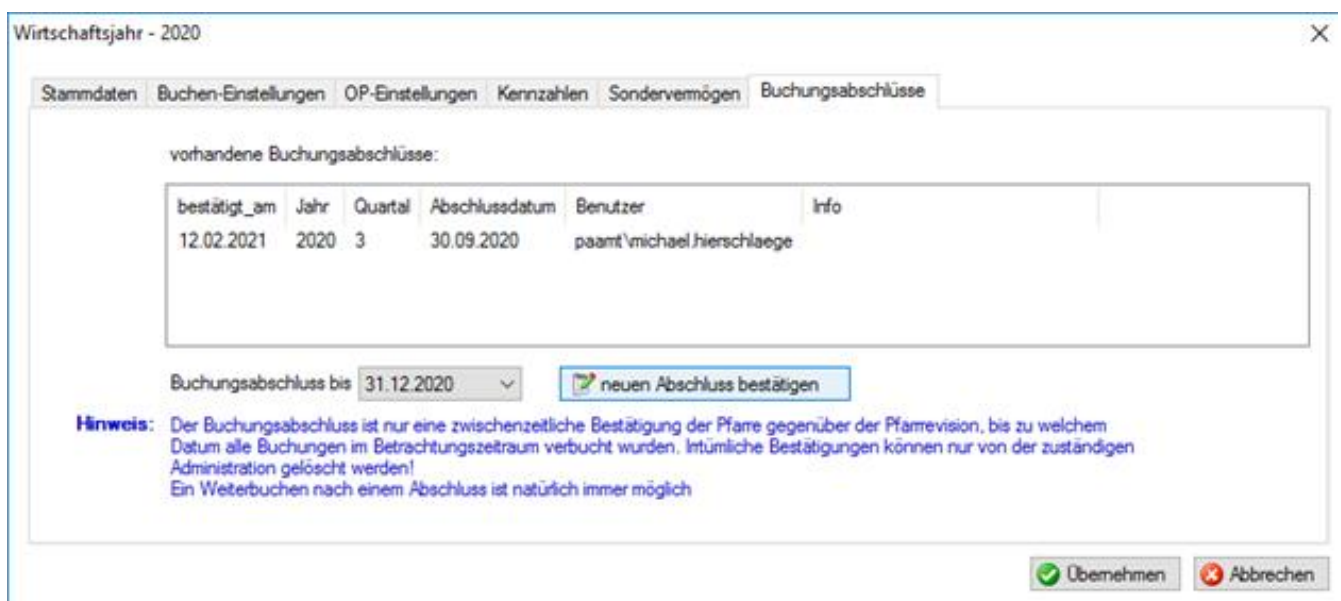 Wirtschaftsjahr - 2020
Stammdaten Buchen-Einstellungen OP-Einstellungen Kennzahlen Sondervermögen Buchungsabschlüsse
vorhandene Buchungsabschlüsse:
bestätigt_am Jahr Quartal Abschlussdatum Benutzer Info
12.02.2021 2020 3 30.09.2020 paamt\michael.hierschlaege
Buchungsabschluss bis 31.12.2020 neuen Abschluss bestätigen
Hinweis: Der Buchungsabschluss ist nur eine zwischenzeitliche Bestätigung der Pfarre gegenüber der Pfarrrevision, bis zu welchem
Datum alle Buchungen im Betrachtungszeitraum verbucht wurden. Irrtümliche Bestätigungen können nur von der zuständigen
Administration gelöscht werden!
Ein Weiterbuchen nach einem Abschluss ist natürlich immer möglich
Übernehmen Abbrechen